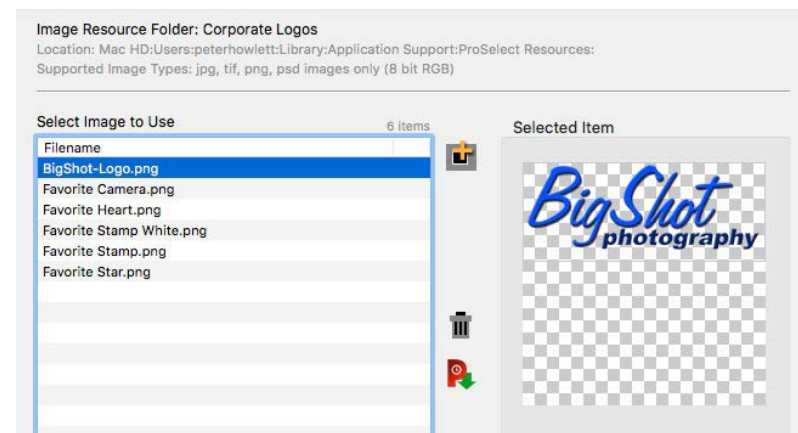 Image Resource Folder: Corporate Logos
Location: Mac HD:Users:peterhowlett:Library:Application Support:ProSelect Resources:
Supported Image Types: jpg, tif, png, psd images only (8 bit RGB)
Select Image to Use
6 items
Filename
BigShot-Logo.png
Favorite Camera.png
Favorite Heart.png
Favorite Stamp White.png
Favorite Stamp.png
Favorite Star.png
Selected Item
BigShot
photography